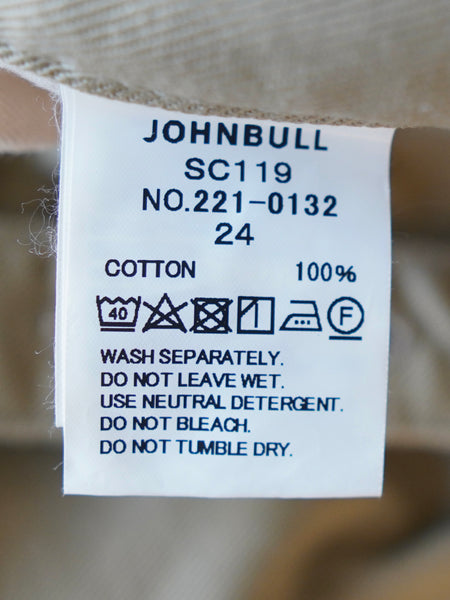 JOHNBULL
SC119
NO.221-0132
24
COTTON 100%
40 F
WASH SEPARATELY.
DO NOT LEAVE WET.
USE NEUTRAL DETERGENT.
DO NOT BLEACH.
DO NOT TUMBLE DRY.